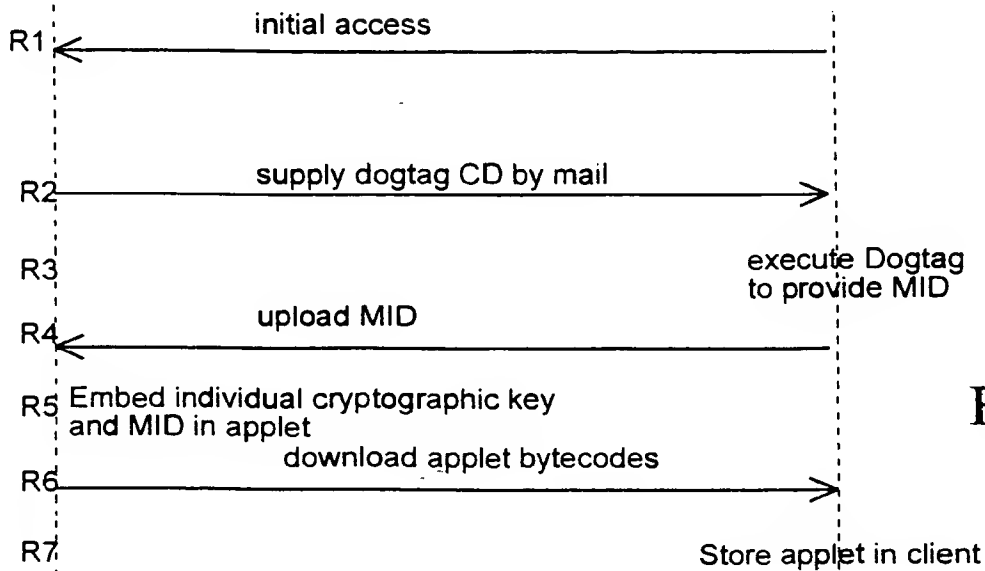 R1
initial access
R2
supply dogtag CD by mail
R3
execute Dogtag
to provide MID
R4
upload MID
R5
Embed individual cryptographic key
and MID in applet
R6
download applet bytecodes
R7
Store applet in client